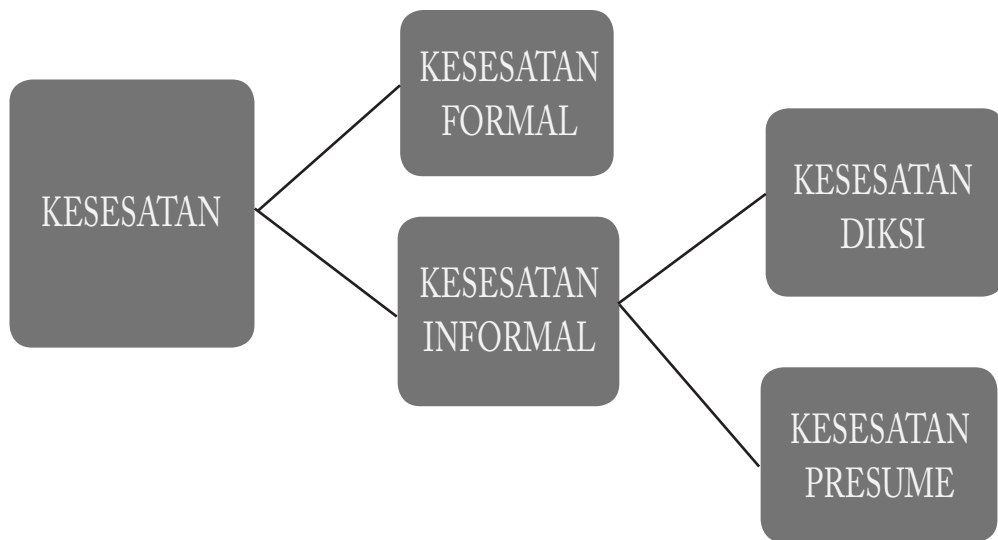 KESESATAN
KESESATAN
FORMAL
KESESATAN
INFORMAL
KESESATAN
DIKSI
KESESATAN
PRESUME